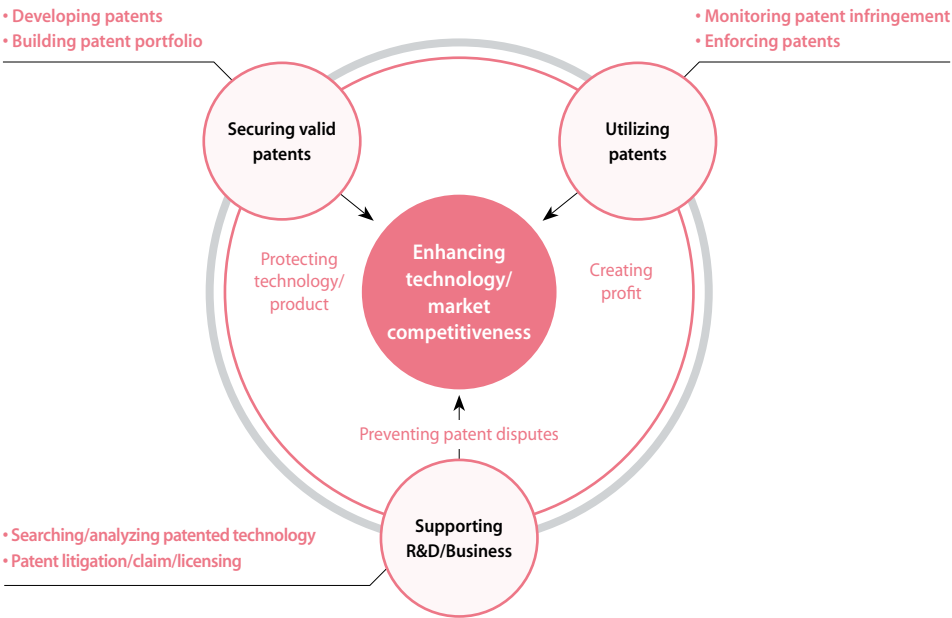 • Developing patents
• Building patent portfolio
• Monitoring patent infringement
• Enforcing patents
Securing valid
patents
Utilizing
patents
Protecting
technology/
product
Enhancing
technology/
market
competitiveness
Creating
profit
Preventing patent disputes
Supporting
R&D/Business
• Searching/analyzing patented technology
• Patent litigation/claim/licensing